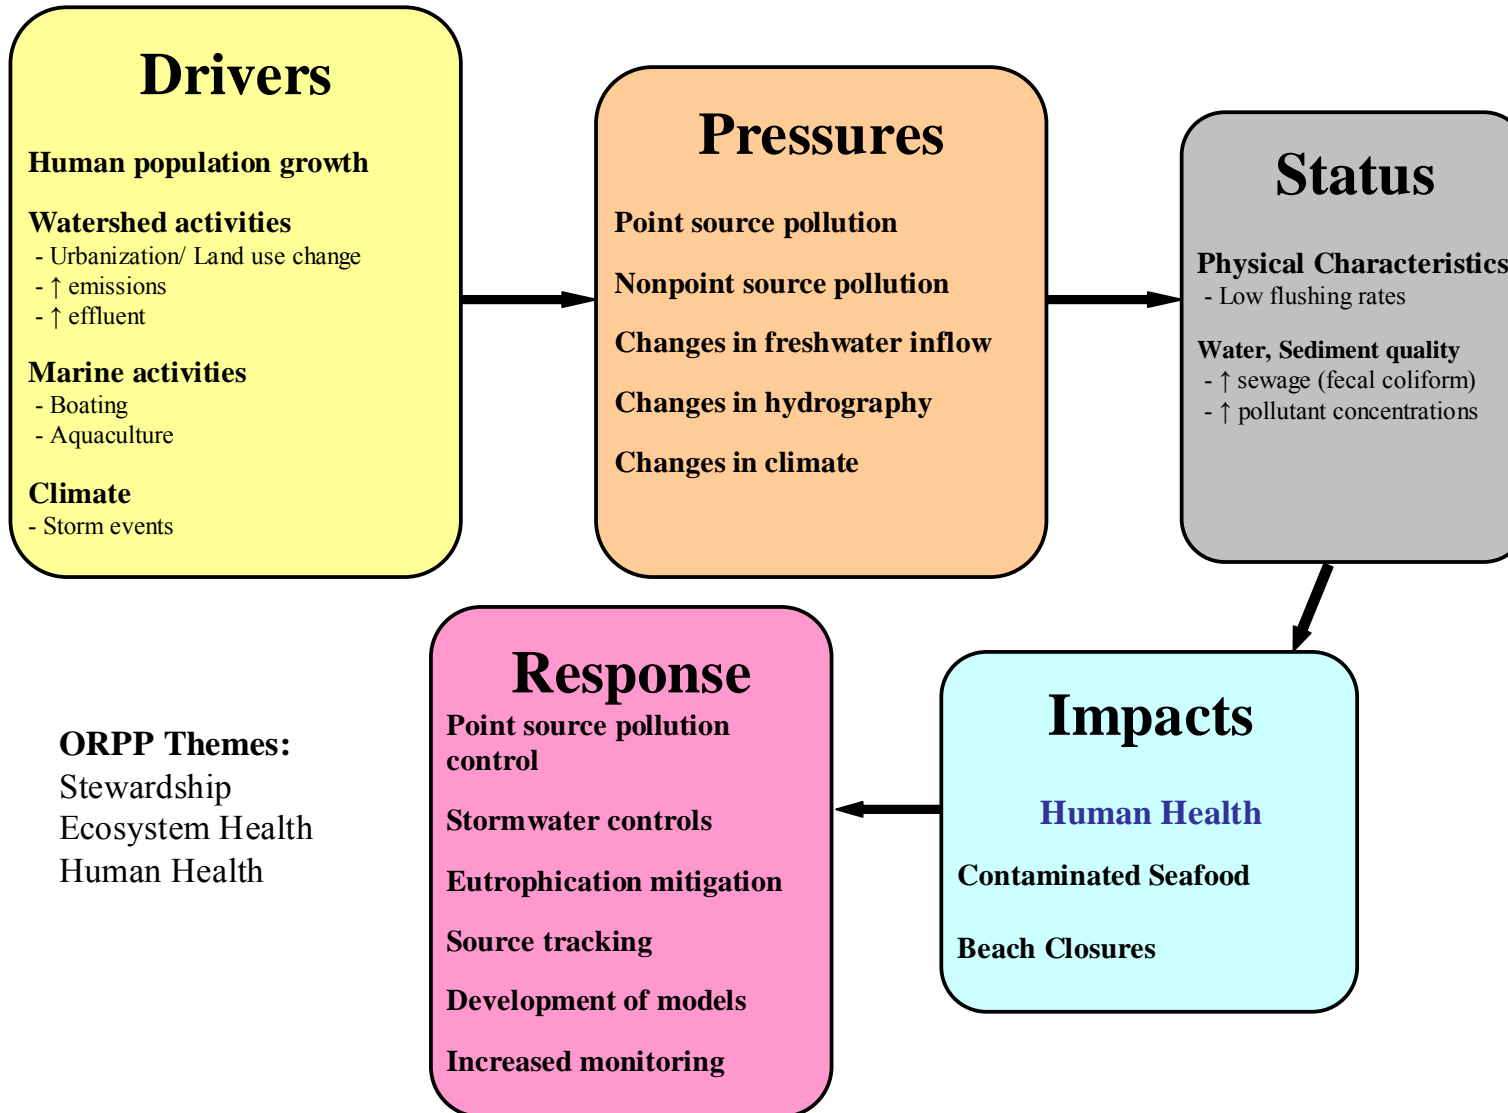 Drivers
Human population growth
Watershed activities
- Urbanization/ Land use change
- ↑ emissions
- ↑ effluent
Marine activities
- Boating
- Aquaculture
Climate
- Storm events
Pressures
Point source pollution
Nonpoint source pollution
Changes in freshwater inflow
Changes in hydrography
Changes in climate
Status
Physical Characteristics
- Low flushing rates
Water, Sediment quality
- ↑ sewage (fecal coliform)
- ↑ pollutant concentrations
Impacts
Human Health
Contaminated Seafood
Beach Closures
Response
Point source pollution
control
Stormwater controls
Eutrophication mitigation
Source tracking
Development of models
Increased monitoring
ORPP Themes:
Stewardship
Ecosystem Health
Human Health